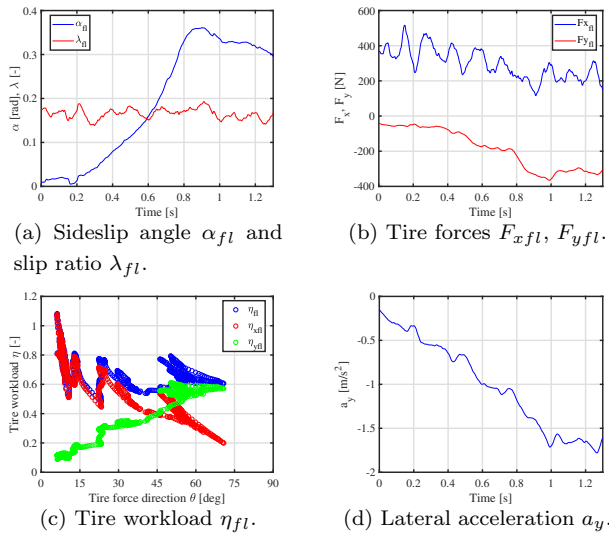 α_fl
λ_fl
0.4
0.3
0.2
0.1
0
α [rad], λ [-]
0 0.2 0.4 0.6 0.8 1 1.2
Time [s]
(a) Sideslip angle α_fl and
slip ratio λ_fl.
Fx_fl
Fy_fl
600
400
200
0
-200
-400
F_x, F_y [N]
0 0.2 0.4 0.6 0.8 1 1.2
Time [s]
(b) Tire forces F_xfl, F_yfl.
η_fl
η_xfl
η_yfl
1.2
1
0.8
0.6
0.4
0.2
0
Tire workload η [-]
0 15 30 45 60 75 90
Tire force direction θ [deg]
(c) Tire workload η_fl.
0
-0.5
-1
-1.5
-2
a_y [m/s²]
0 0.2 0.4 0.6 0.8 1 1.2
Time [s]
(d) Lateral acceleration a_y.